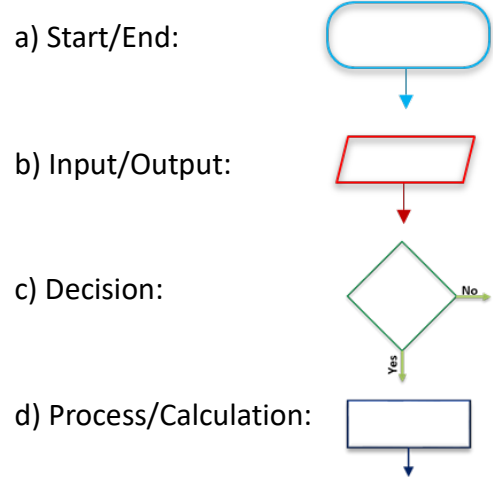 a) Start/End:
b) Input/Output:
c) Decision:
No
Yes
d) Process/Calculation: